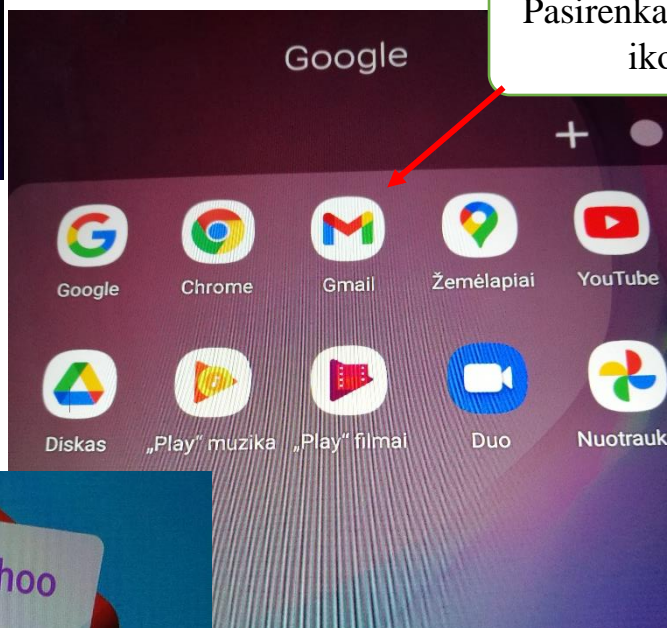 Pasirenka
iko
Google
Google Chrome Gmail Žemėlapiai YouTube
Diskas „Play“ muzika „Play“ filmai Duo Nuotrauk
hoo